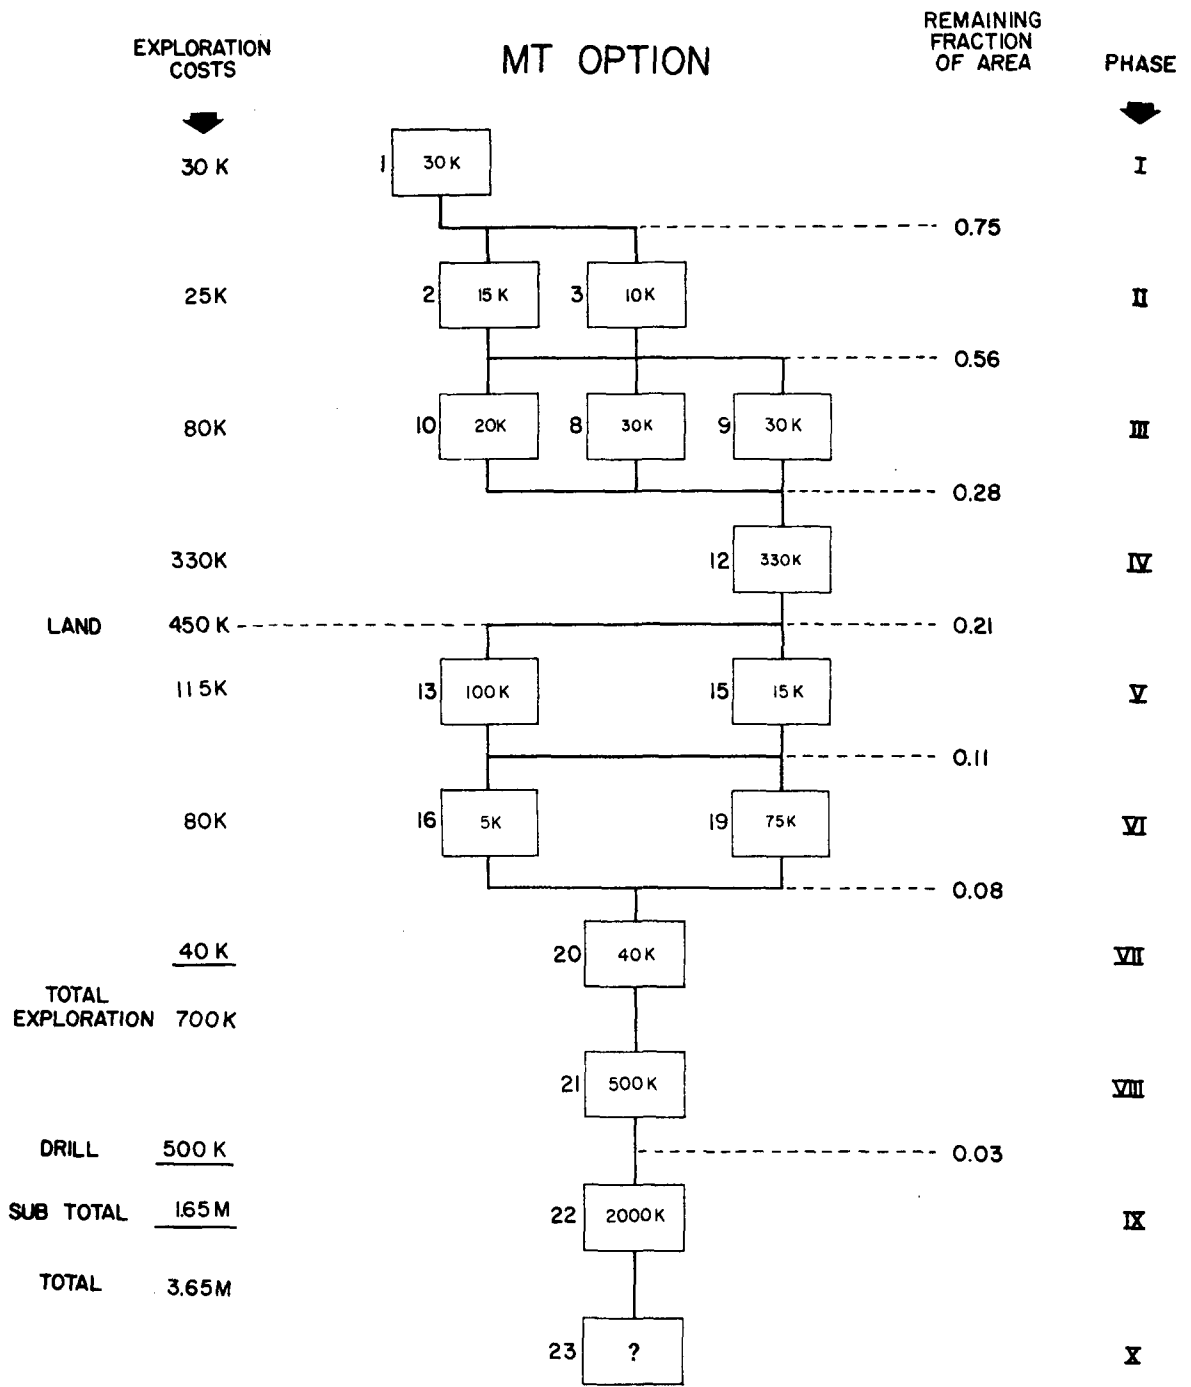 EXPLORATION
COSTS
MT OPTION
REMAINING
FRACTION
OF AREA
PHASE
30 K
1
30 K
I
0.75
25K
2
15 K
3
10K
II
0.56
80K
10
20K
8
30K
9
30 K
III
0.28
330K
12
330K
IV
LAND
450 K
0.21
115K
13
100 K
15
15 K
V
0.11
80K
16
5K
19
75K
VI
0.08
40 K
20
40 K
VII
TOTAL
EXPLORATION
700K
21
500 K
VIII
DRILL
500 K
0.03
SUB TOTAL
1.65 M
22
2000 K
IX
TOTAL
3.65M
23
?
X